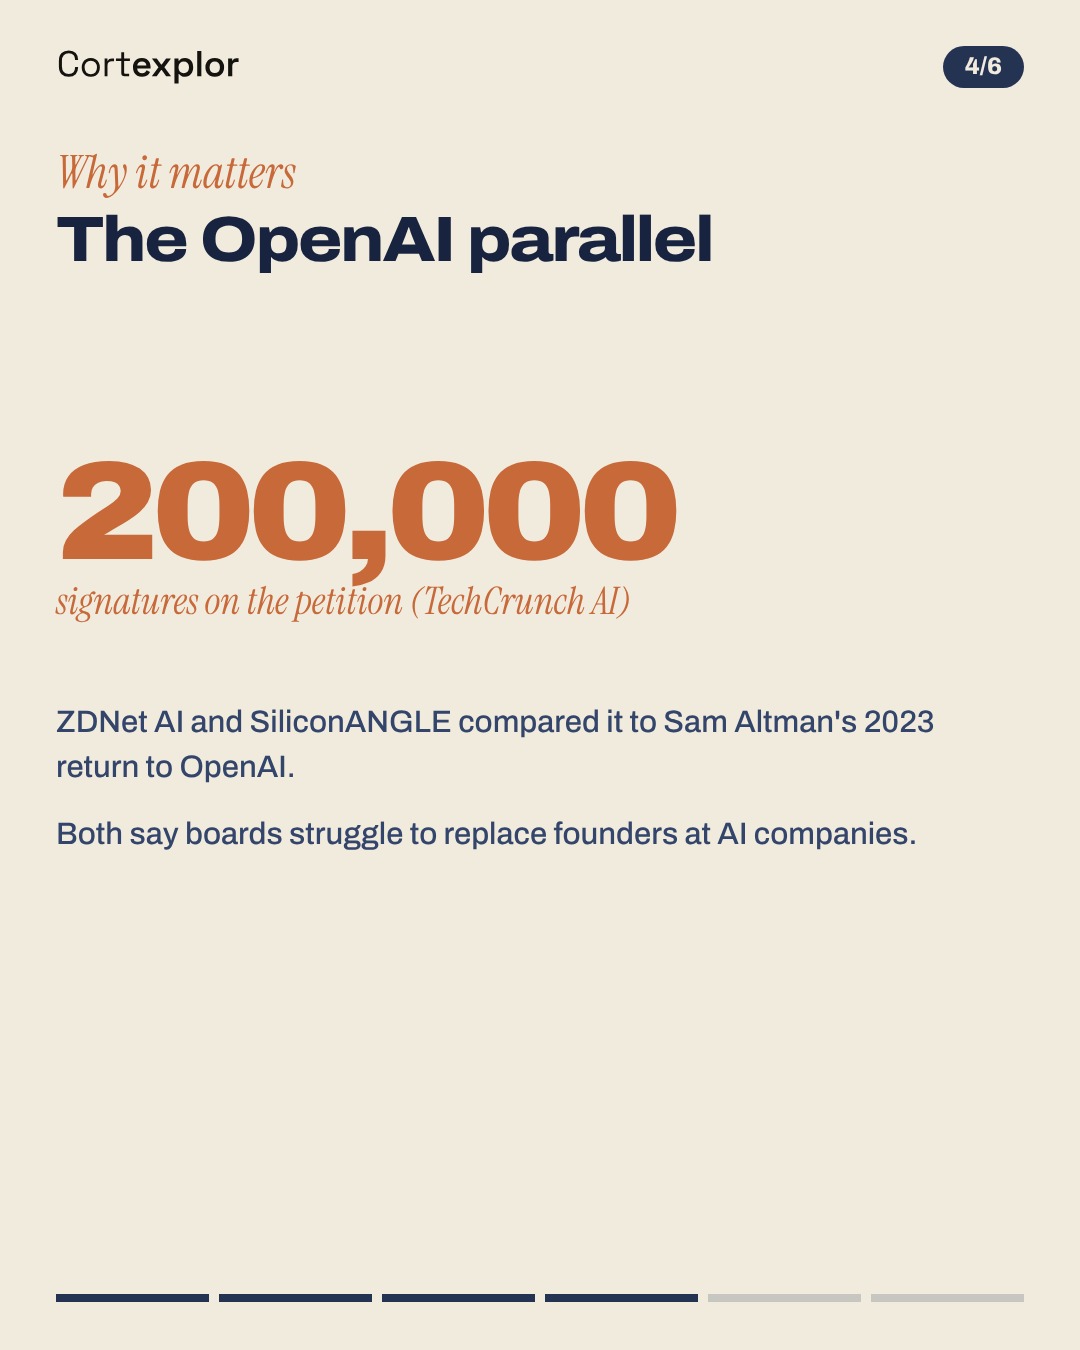 Cortexplor
4/6
Why it matters
The OpenAI parallel
200,000
signatures on the petition (TechCrunch AI)
ZDNet AI and SiliconANGLE compared it to Sam Altman's 2023
return to OpenAI.
Both say boards struggle to replace founders at AI companies.